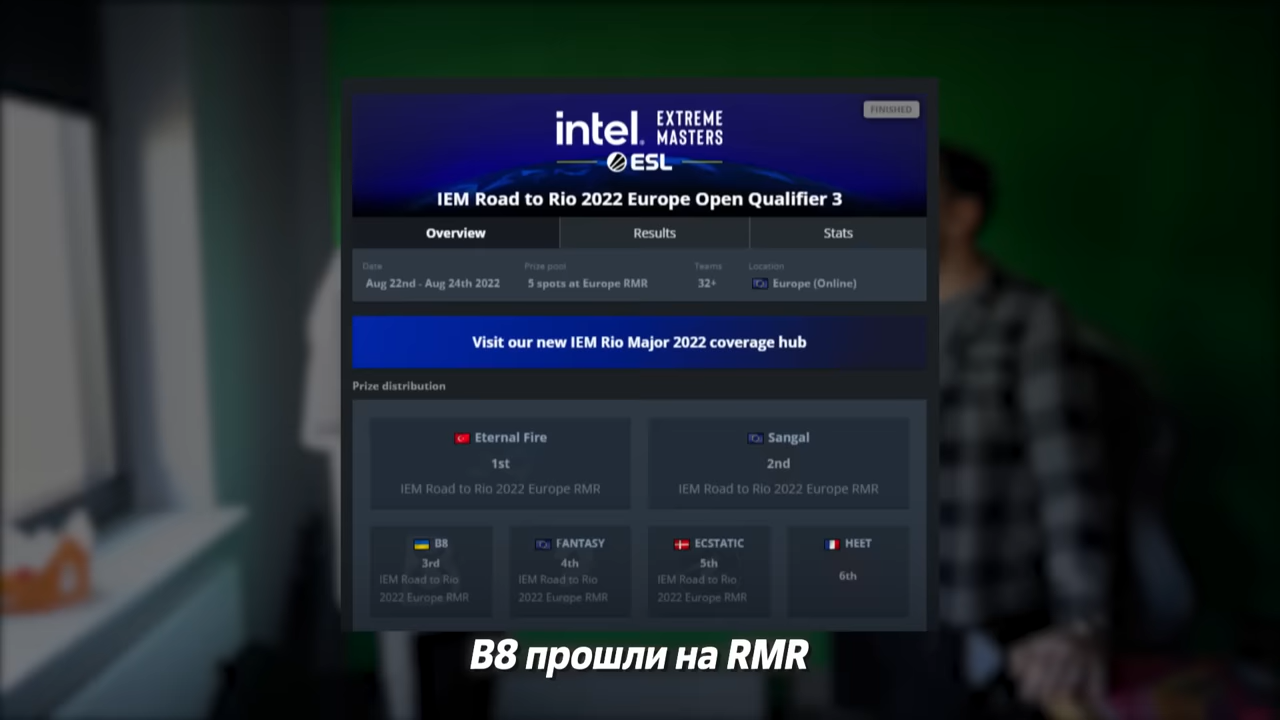 FINISHED
intel. EXTREME MASTERS
ESL
IEM Road to Rio 2022 Europe Open Qualifier 3
Overview Results Stats
Date Prize pool Teams Location
Aug 22nd - Aug 24th 2022 5 spots at Europe RMR 32+ Europe (Online)
Visit our new IEM Rio Major 2022 coverage hub
Prize distribution
Eternal Fire Sangal
1st 2nd
IEM Road to Rio 2022 Europe RMR IEM Road to Rio 2022 Europe RMR
B8 FANTASY ECSTATIC HEET
3rd 4th 5th 6th
IEM Road to Rio IEM Road to Rio IEM Road to Rio
2022 Europe RMR 2022 Europe RMR 2022 Europe RMR
B8 прошли на RMR